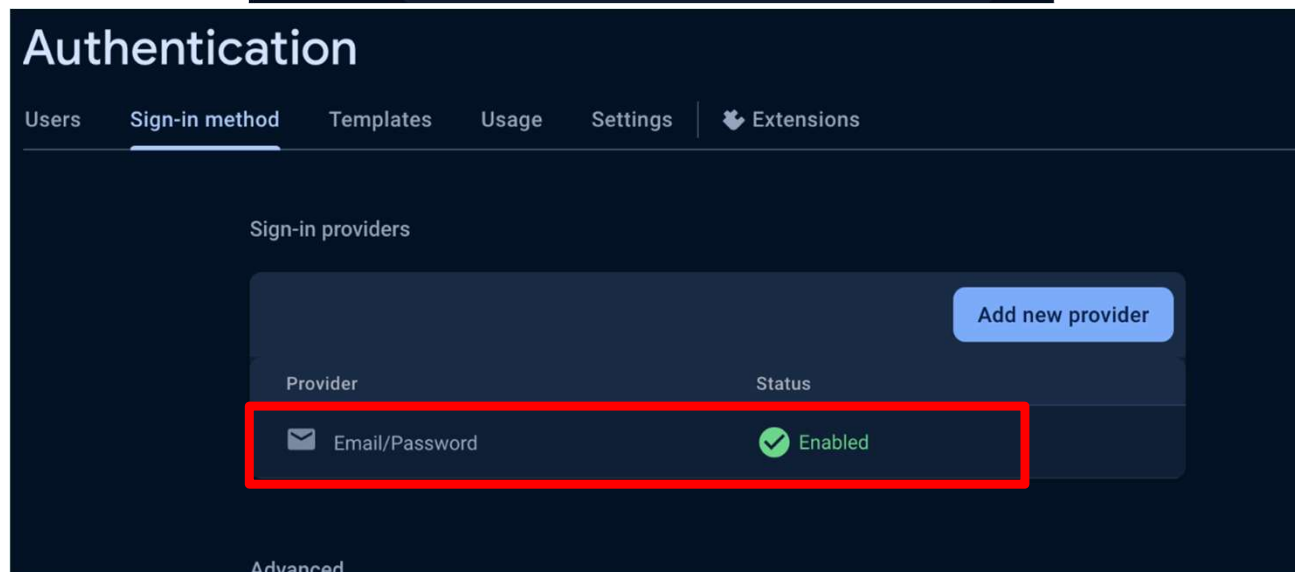 Authentication
Users Sign-in method Templates Usage Settings Extensions
Sign-in providers
Add new provider
Provider Status
Email/Password Enabled
Advanced